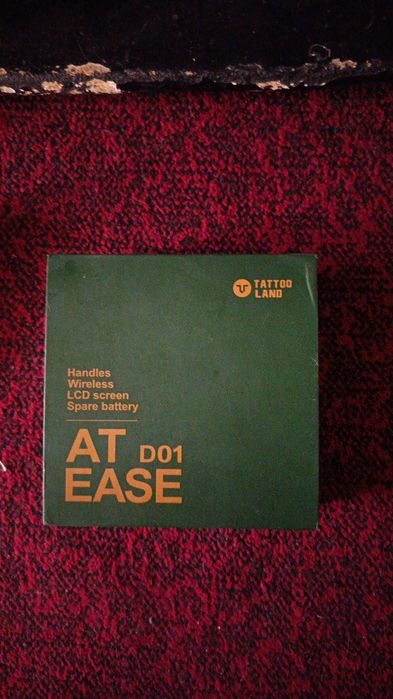 TATTOO
LAND
Handles
Wireless
LCD screen
Spare battery
AT D01
EASE